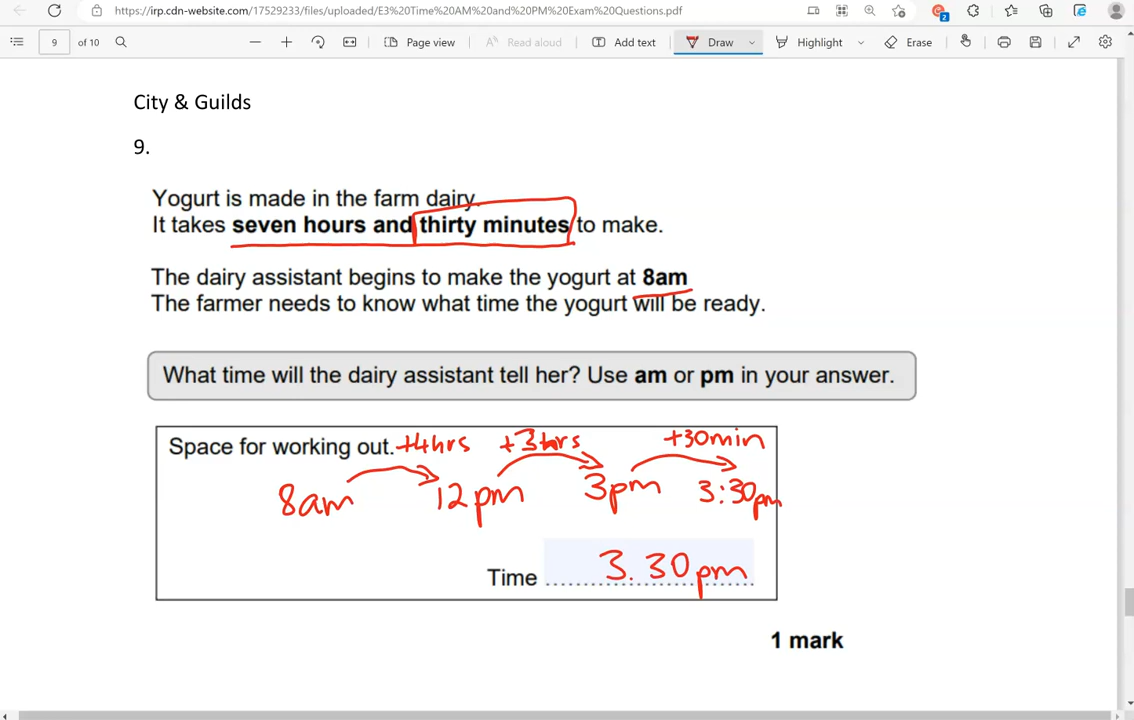 https://irp.cdn-website.com/17529233/files/uploaded/E3%20Time%20AM%20and%20PM%20Exam%20Questions.pdf
2
9 of 10
Page view
Read aloud
Add text
Draw
Highlight
Erase
City & Guilds
9.
Yogurt is made in the farm dairy.
It takes seven hours and thirty minutes to make.
The dairy assistant begins to make the yogurt at 8am
The farmer needs to know what time the yogurt will be ready.
What time will the dairy assistant tell her? Use am or pm in your answer.
Space for working out. +4hrs +3hrs +30min
8am 12pm 3pm 3:30pm
Time 3.30pm
1 mark